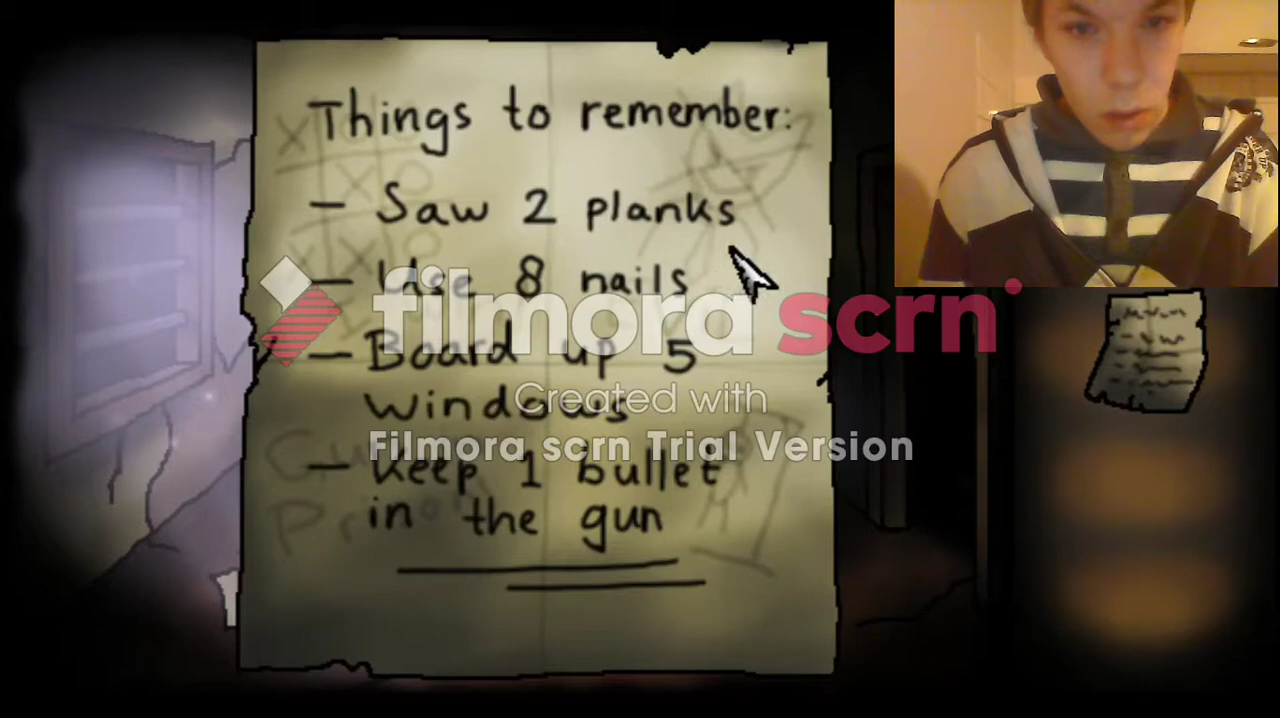 Things to remember:
- Saw 2 planks
- Use 8 nails
- Board up 5
windows
- Keep 1 bullet
in the gun
filmora scrn
Created with
Filmora scrn Trial Version